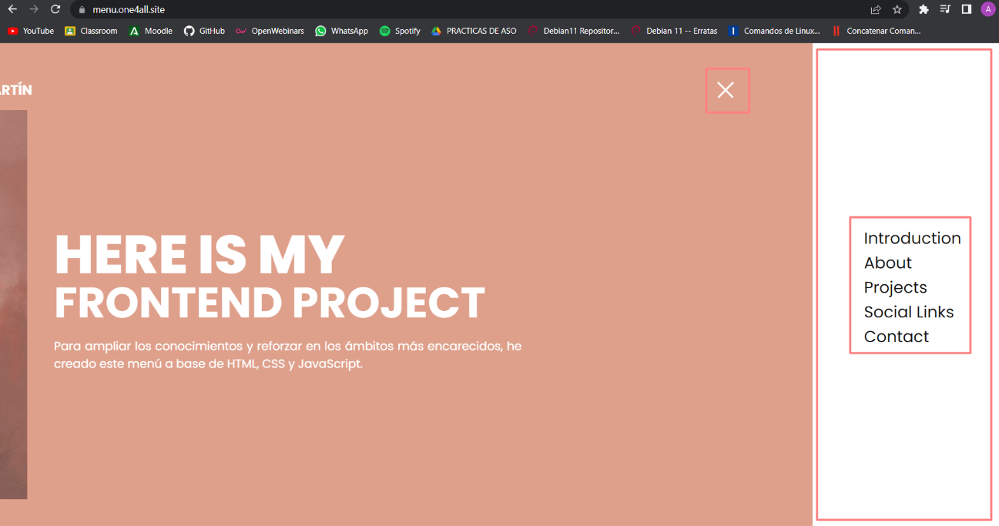 menu.one4all.site
A
YouTube Classroom Moodle GitHub OpenWebinars WhatsApp Spotify PRACTICAS DE ASO Debian11 Repositor... Debian 11 -- Erratas Comandos de Linux... Concatenar Coman...
ARTÍN
HERE IS MY
FRONTEND PROJECT
Para ampliar los conocimientos y reforzar en los ámbitos más encarecidos, he
creado este menú a base de HTML, CSS y JavaScript.
Introduction
About
Projects
Social Links
Contact